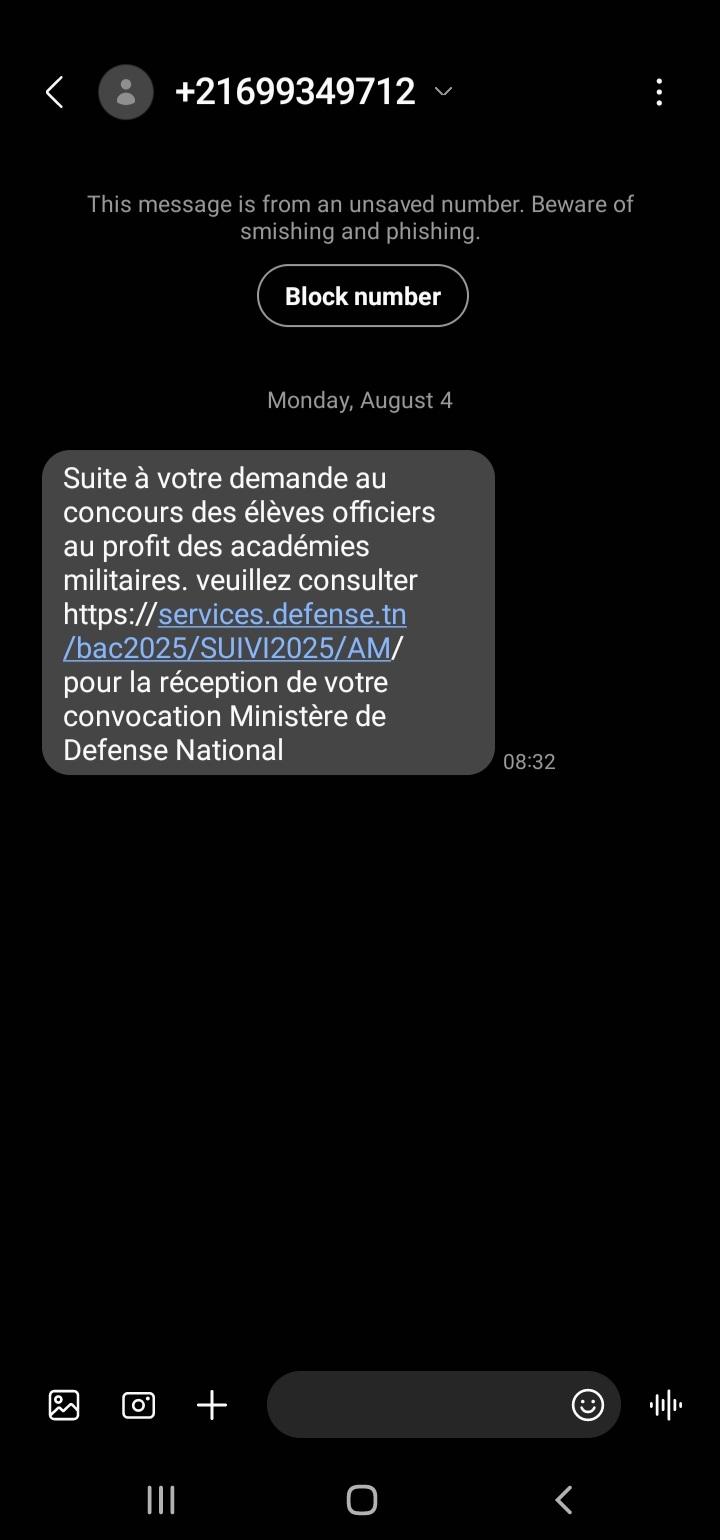 +21699349712
This message is from an unsaved number. Beware of
smishing and phishing.
Block number
Monday, August 4
Suite à votre demande au
concours des élèves officiers
au profit des académies
militaires. veuillez consulter
https://services.defense.tn
/bac2025/SUIVI2025/AM/
pour la réception de votre
convocation Ministère de
Defense National
08:32